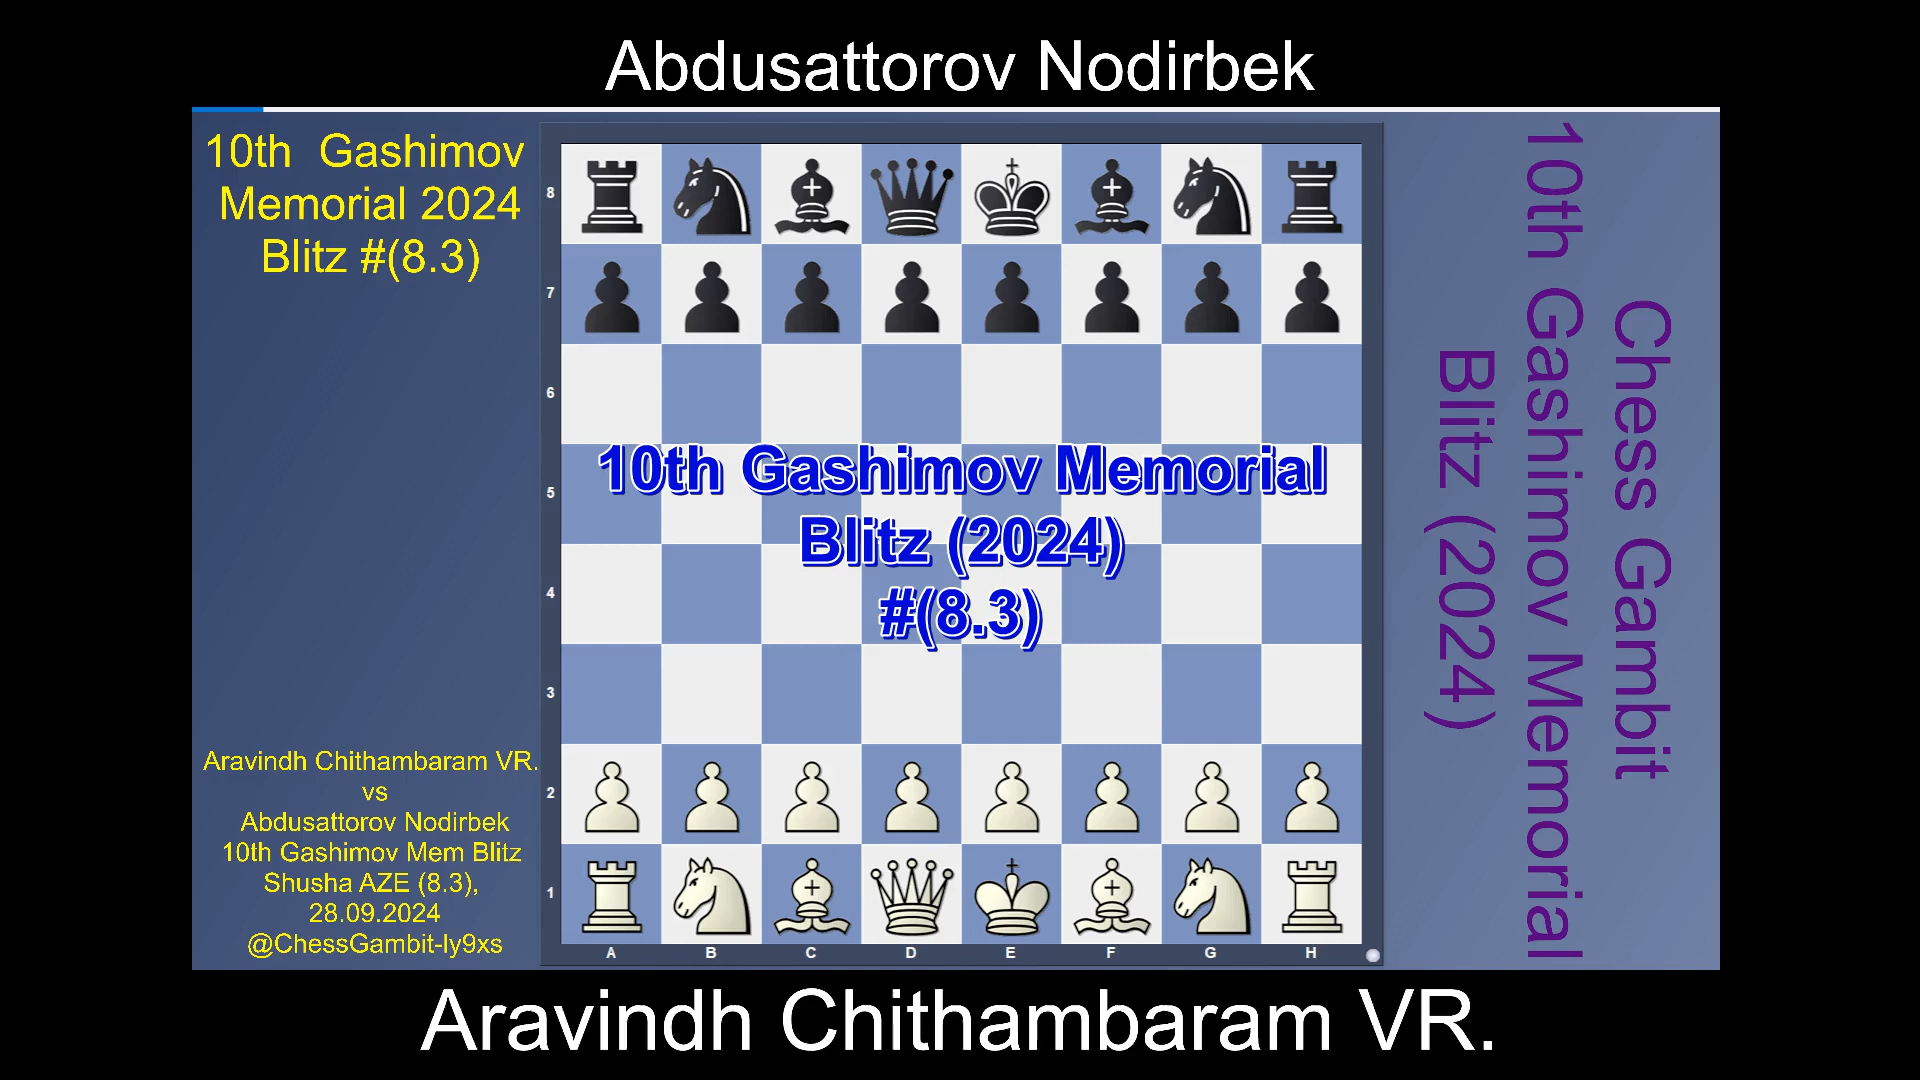 Abdusattorov Nodirbek
10th Gashimov
Memorial 2024
Blitz #(8.3)
Aravindh Chithambaram VR.
vs
Abdusattorov Nodirbek
10th Gashimov Mem Blitz
Shusha AZE (8.3),
28.09.2024
@ChessGambit-ly9xs
8
7
6
5
4
3
2
1
A B C D E F G H
10th Gashimov Memorial
Blitz (2024)
#(8.3)
Chess Gambit
10th Gashimov Memorial
Blitz (2024)
Aravindh Chithambaram VR.